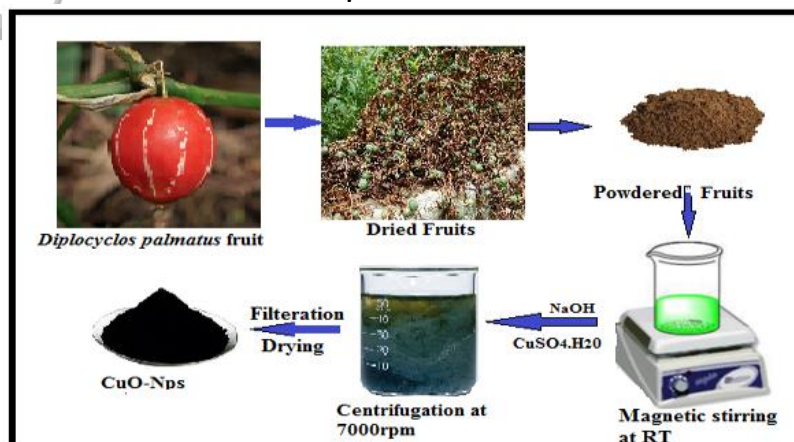 Diplocyclos palmatus fruit
Dried Fruits
Powdered Fruits
NaOH
CuSO4.H20
Magnetic stirring
at RT
Centrifugation at
7000rpm
Filteration
Drying
CuO-Nps